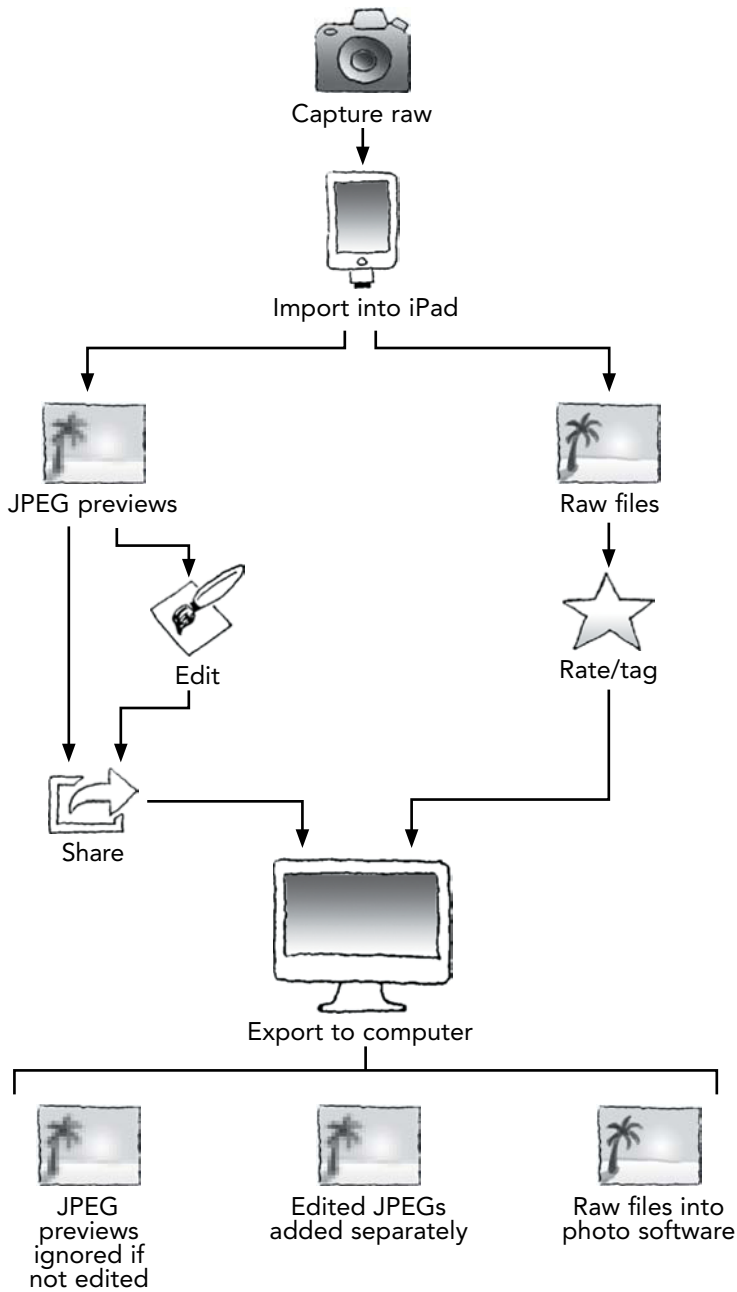 Capture raw
Import into iPad
JPEG previews
Raw files
Edit
Rate/tag
Share
Export to computer
JPEG
previews
ignored if
not edited
Edited JPEGs
added separately
Raw files into
photo software